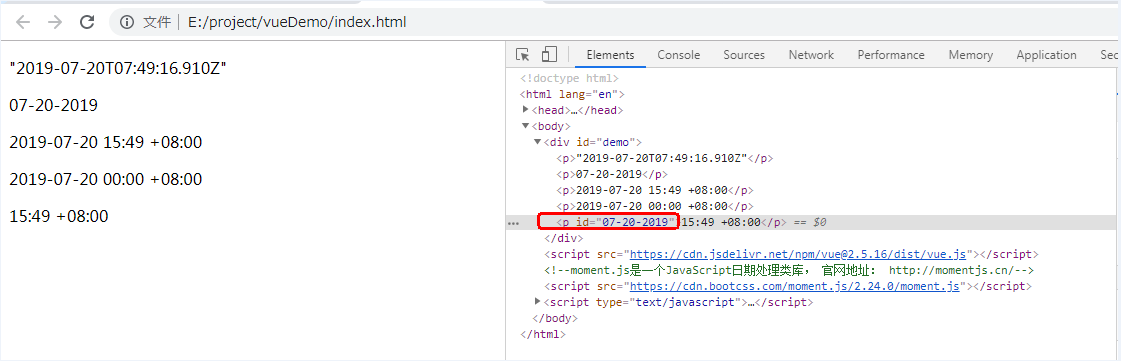 文件 | E:/project/vueDemo/index.html
"2019-07-20T07:49:16.910Z"
07-20-2019
2019-07-20 15:49 +08:00
2019-07-20 00:00 +08:00
15:49 +08:00
Elements Console Sources Network Performance Memory Application Sec
<!doctype html>
<html lang="en">
<head>…</head>
<body>
<div id="demo">
<p>"2019-07-20T07:49:16.910Z"</p>
<p>07-20-2019</p>
<p>2019-07-20 15:49 +08:00</p>
<p>2019-07-20 00:00 +08:00</p>
… <p id="07-20-2019">15:49 +08:00</p> == $0
</div>
<script src="https://cdn.jsdelivr.net/npm/vue@2.5.16/dist/vue.js"></script>
<!--moment.js是一个JavaScript日期处理类库， 官网地址： http://momentjs.cn/-->
<script src="https://cdn.bootcss.com/moment.js/2.24.0/moment.js"></script>
<script type="text/javascript">…</script>
</body>
</html>